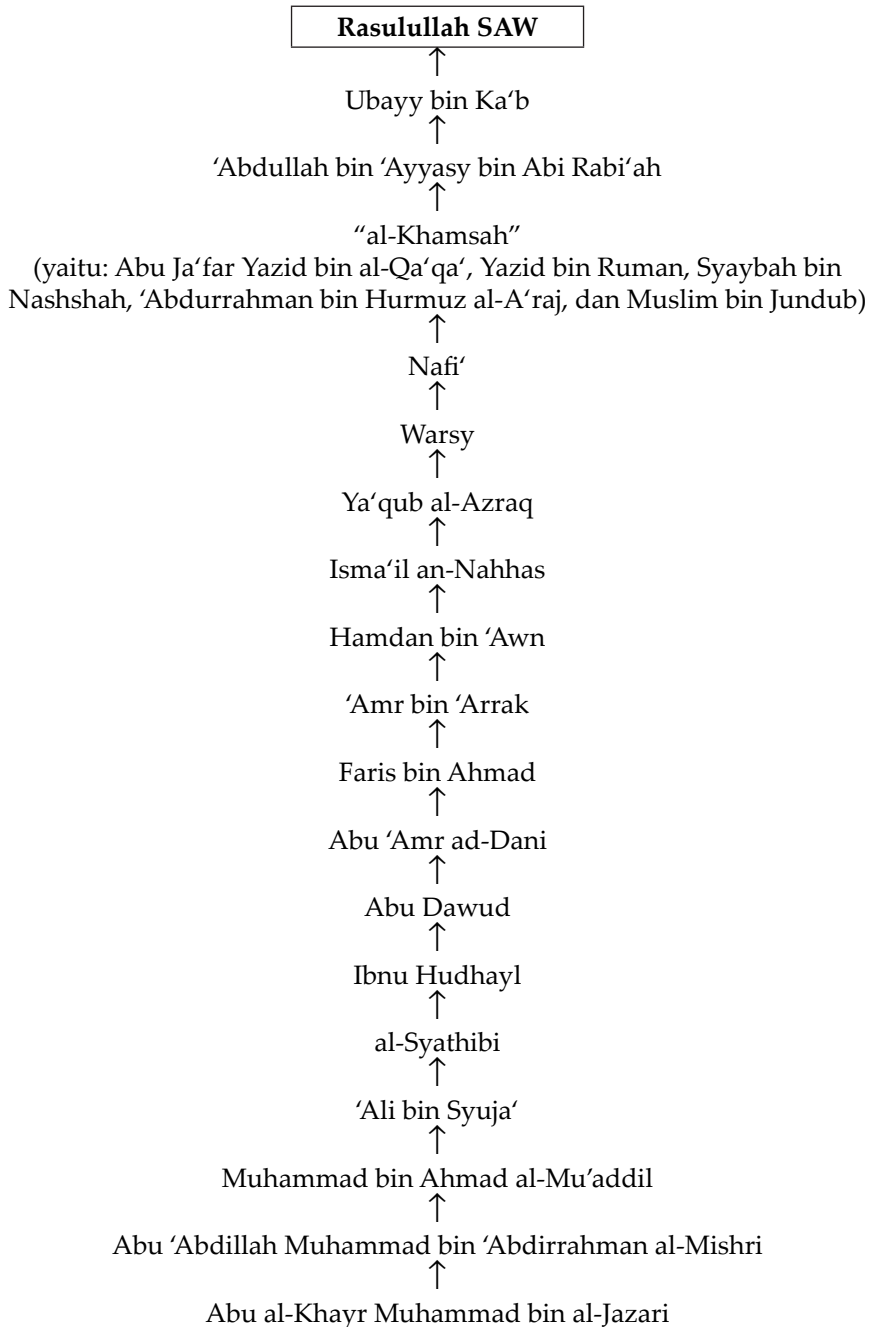 Rasulullah SAW
↑
Ubayy bin Ka‘b
↑
‘Abdullah bin ‘Ayyasy bin Abi Rabi‘ah
↑
“al-Khamsah”
(yaitu: Abu Ja‘far Yazid bin al-Qa‘qa‘, Yazid bin Ruman, Syaybah bin
Nashshah, ‘Abdurrahman bin Hurmuz al-A‘raj, dan Muslim bin Jundub)
↑
Nafi‘
↑
Warsy
↑
Ya‘qub al-Azraq
↑
Isma‘il an-Nahhas
↑
Hamdan bin ‘Awn
↑
‘Amr bin ‘Arrak
↑
Faris bin Ahmad
↑
Abu ‘Amr ad-Dani
↑
Abu Dawud
↑
Ibnu Hudhayl
↑
al-Syathibi
↑
‘Ali bin Syuja‘
↑
Muhammad bin Ahmad al-Mu’addil
↑
Abu ‘Abdillah Muhammad bin ‘Abdirrahman al-Mishri
↑
Abu al-Khayr Muhammad bin al-Jazari